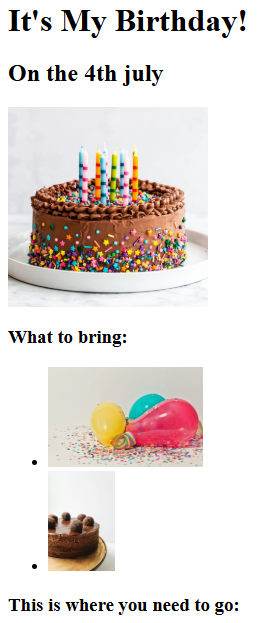 It's My Birthday!
On the 4th july
What to bring:
This is where you need to go: